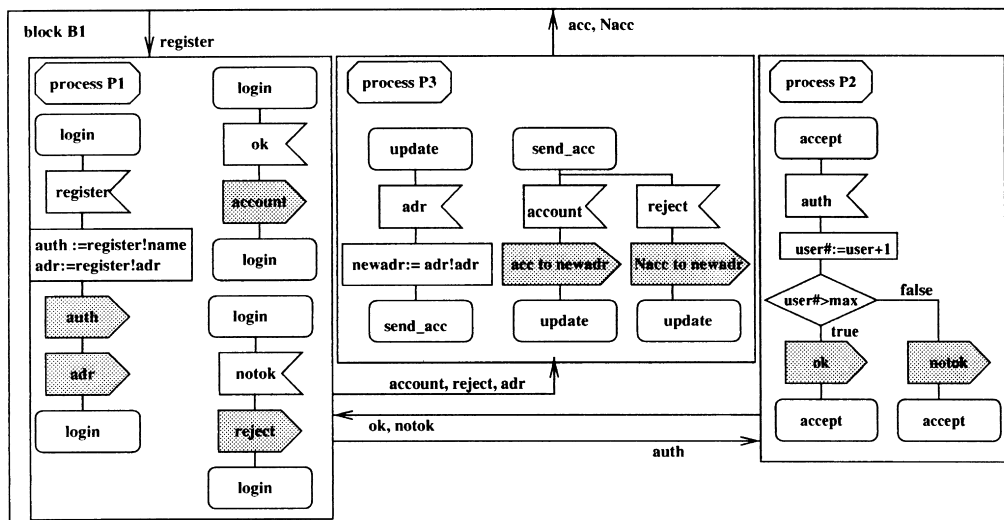 block B1
register
acc, Nacc
process P1
login
register
auth :=register!name
adr:=register!adr
auth
adr
login
login
ok
account
login
login
notok
reject
login
process P3
update
adr
newadr:= adr!adr
send_acc
send_acc
account
acc to newadr
update
reject
Nacc to newadr
update
process P2
accept
auth
user#:=user+1
user#>max
false
true
ok
accept
notok
accept
account, reject, adr
ok, notok
auth